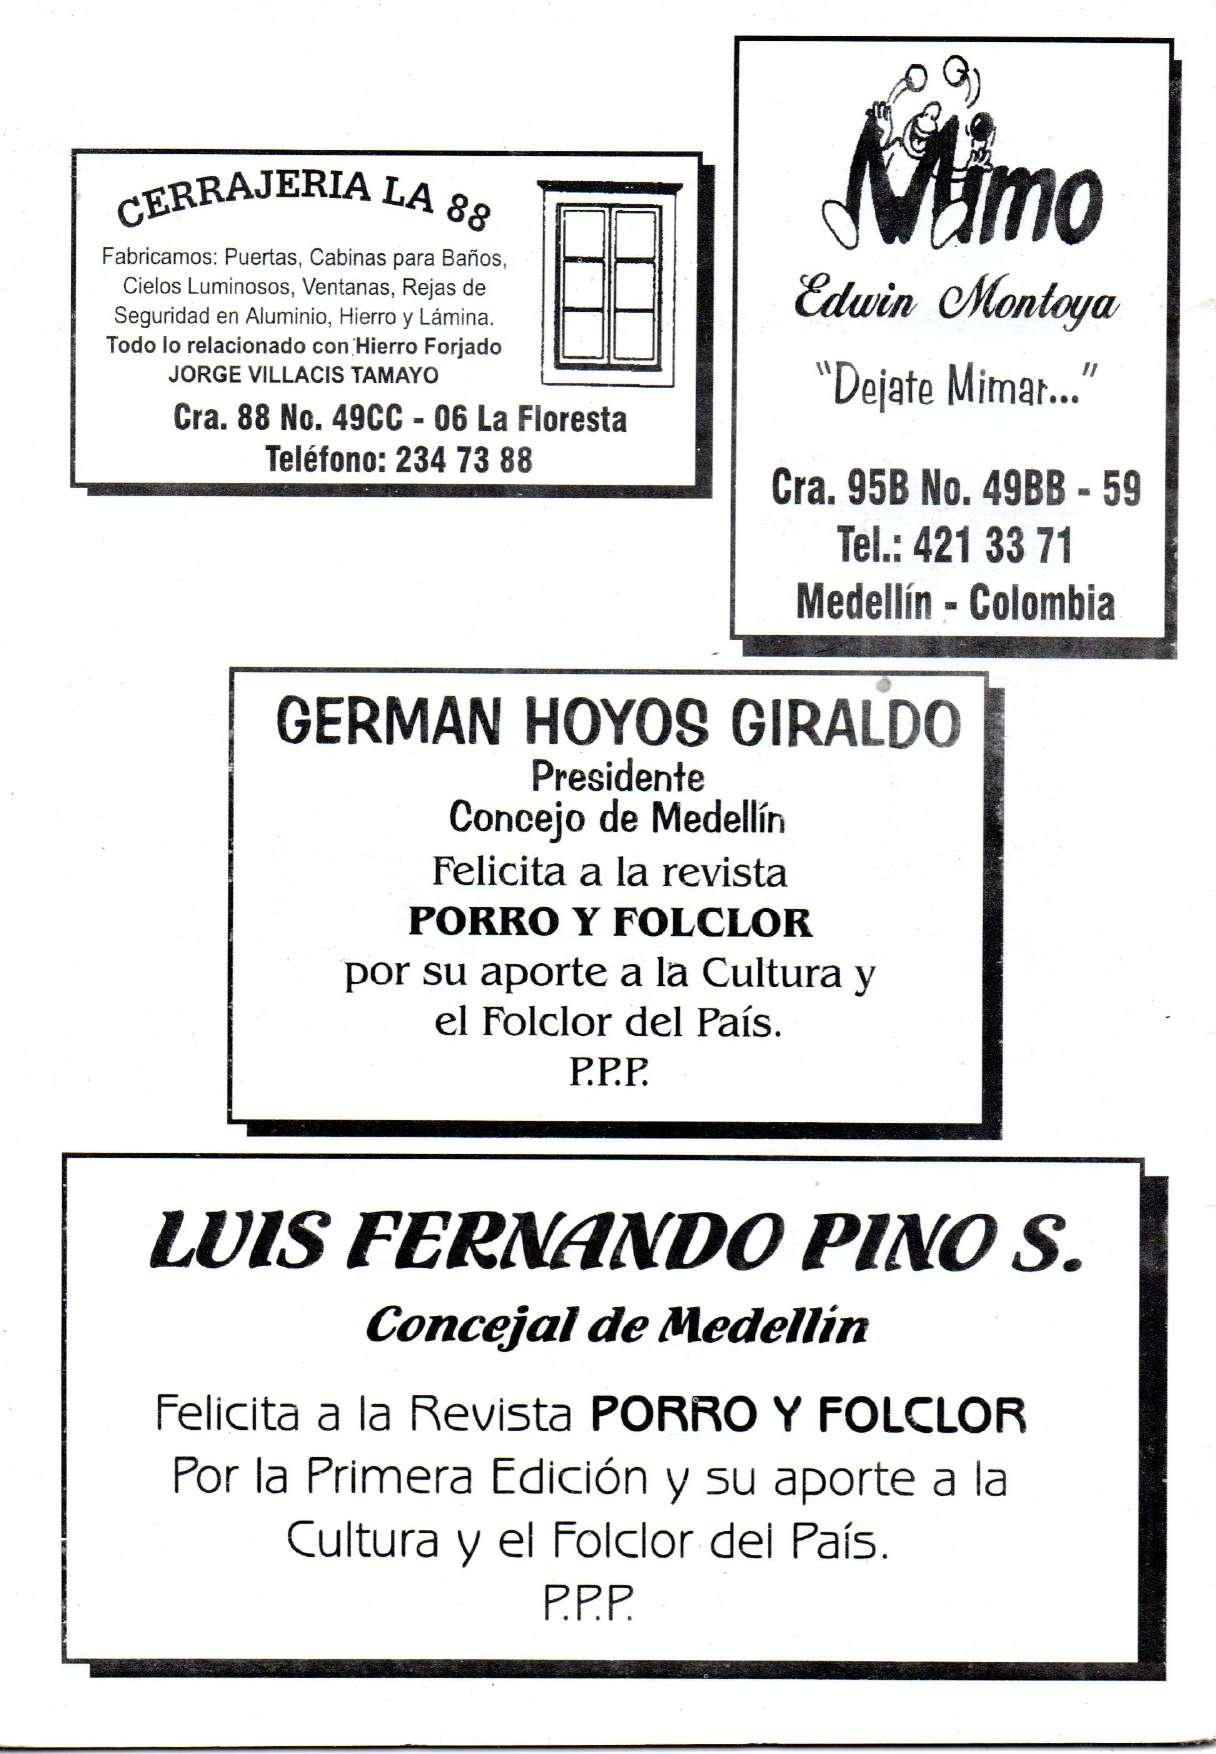 CERRAJERIA LA 88
Fabricamos: Puertas, Cabinas para Baños,
Cielos Luminosos, Ventanas, Rejas de
Seguridad en Aluminio, Hierro y Lámina.
Todo lo relacionado con Hierro Forjado
JORGE VILLACIS TAMAYO
Cra. 88 No. 49CC - 06 La Floresta
Teléfono: 234 73 88
Mimo
Edwin Montoya
"Dejate Mimar..."
Cra. 95B No. 49BB - 59
Tel.: 421 33 71
Medellín - Colombia
GERMAN HOYOS GIRALDO
Presidente
Concejo de Medellín
Felicita a la revista
PORRO Y FOLCLOR
por su aporte a la Cultura y
el Folclor del País.
P.P.P.
LUIS FERNANDO PINO S.
Concejal de Medellín
Felicita a la Revista PORRO Y FOLCLOR
Por la Primera Edición y su aporte a la
Cultura y el Folclor del País.
P.P.P.